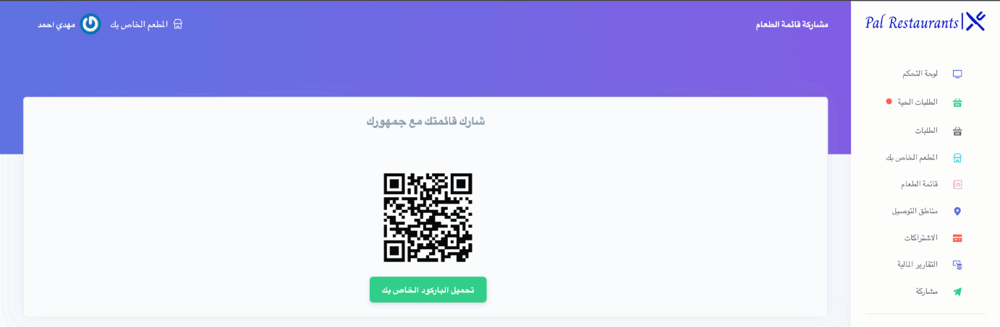 Pal Restaurants
لوحة التحكم
الطلبات الحية
الطلبات
المطعم الخاص بك
قائمة الطعام
مناطق التوصيل
الاشتراكات
التقارير المالية
مشاركة
مشاركة قائمة الطعام
المطعم الخاص بك
مهدي احمد
شارك قائمتك مع جمهورك
تحميل الباركود الخاص بك